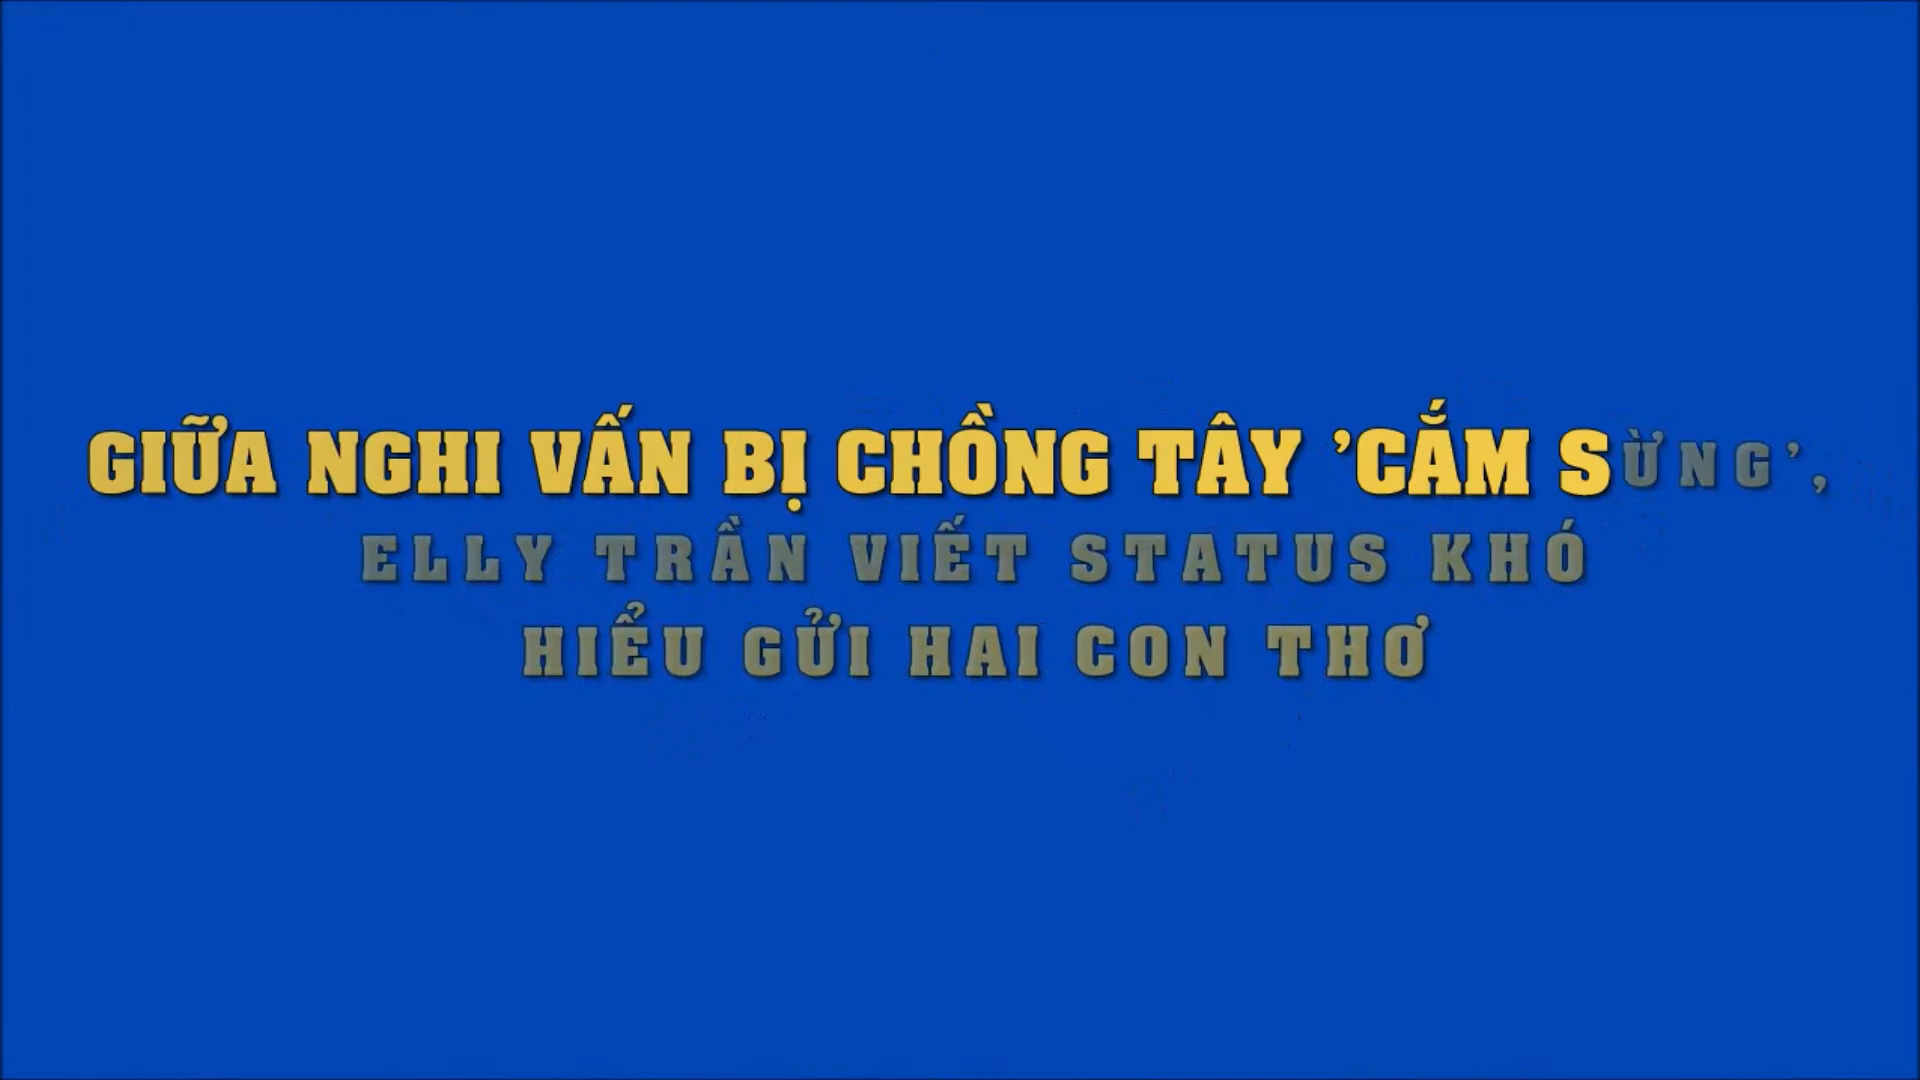 GIỮA NGHI VẤN BỊ CHỒNG TÂY 'CẮM SỪNG',
ELLY TRẦN VIẾT STATUS KHÓ
HIỂU GỬI HAI CON THƠ